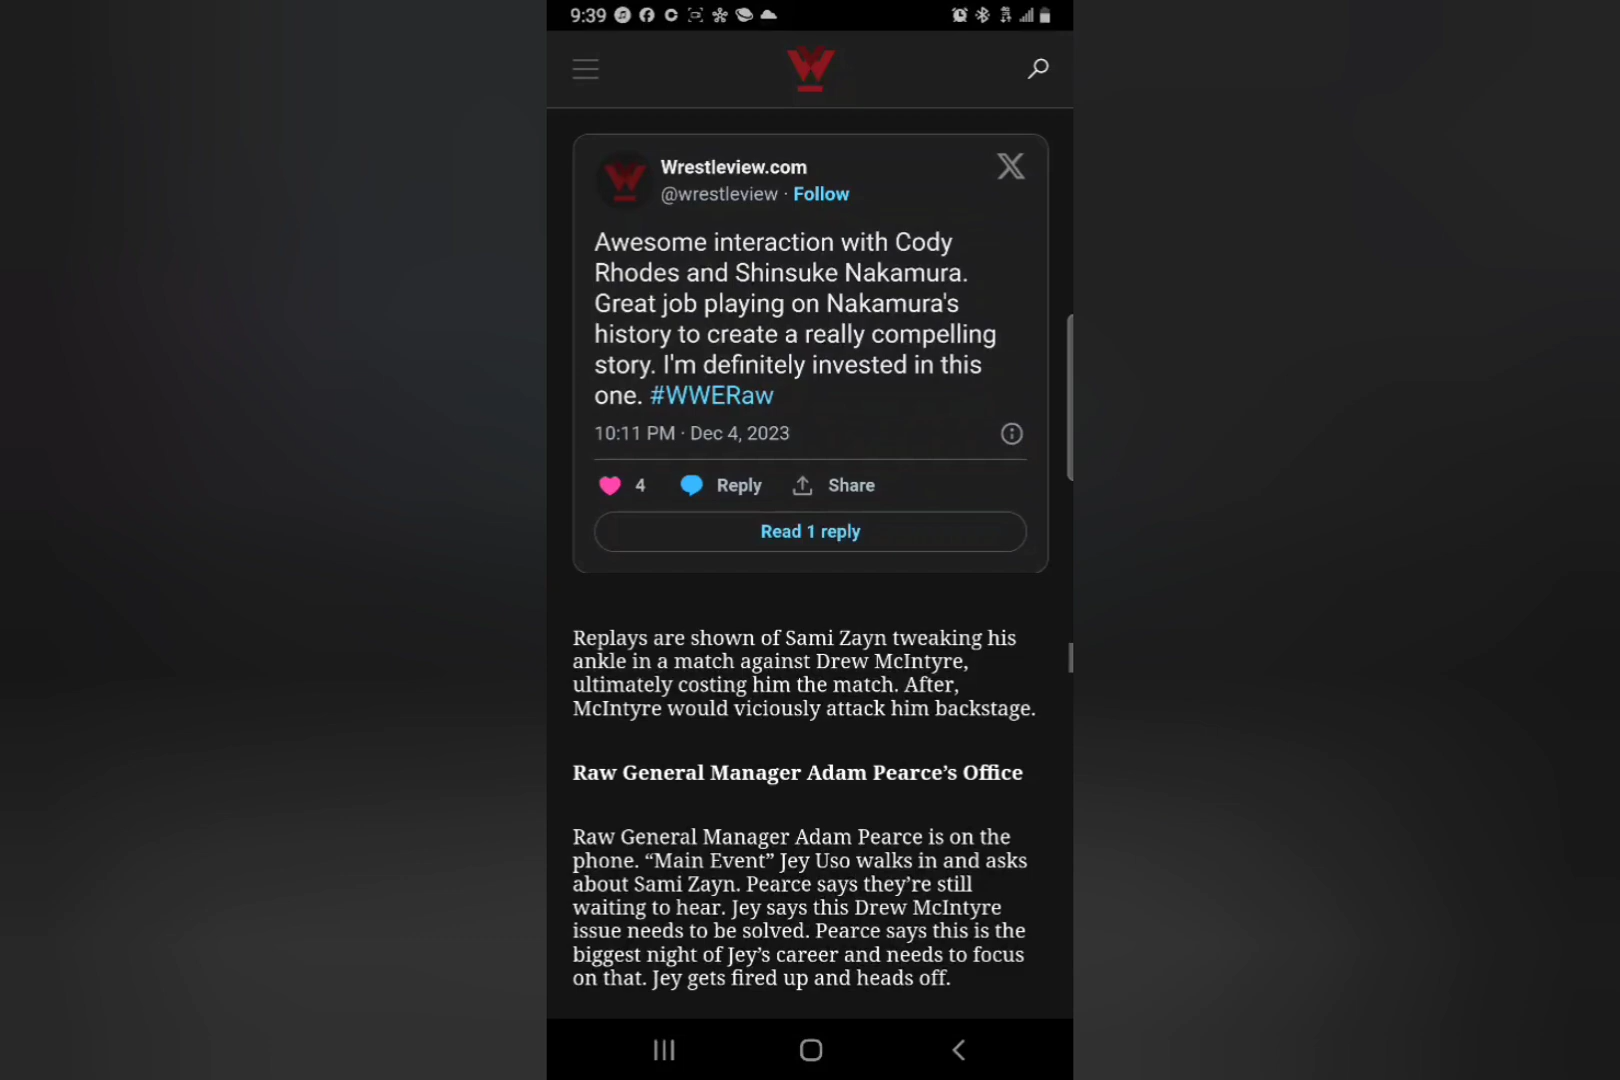 9:39
Wrestleview.com
@wrestleview · Follow
Awesome interaction with Cody
Rhodes and Shinsuke Nakamura.
Great job playing on Nakamura's
history to create a really compelling
story. I'm definitely invested in this
one. #WWERaw
10:11 PM · Dec 4, 2023
4 Reply Share
Read 1 reply
Replays are shown of Sami Zayn tweaking his
ankle in a match against Drew McIntyre,
ultimately costing him the match. After,
McIntyre would viciously attack him backstage.
Raw General Manager Adam Pearce’s Office
Raw General Manager Adam Pearce is on the
phone. “Main Event” Jey Uso walks in and asks
about Sami Zayn. Pearce says they’re still
waiting to hear. Jey says this Drew McIntyre
issue needs to be solved. Pearce says this is the
biggest night of Jey’s career and needs to focus
on that. Jey gets fired up and heads off.